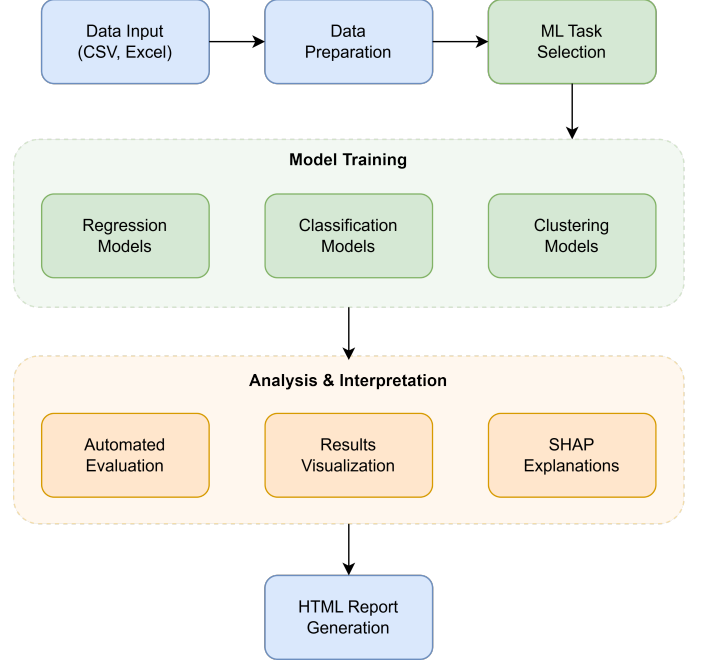 Data Input
(CSV, Excel)
Data
Preparation
ML Task
Selection
Model Training
Regression
Models
Classification
Models
Clustering
Models
Analysis & Interpretation
Automated
Evaluation
Results
Visualization
SHAP
Explanations
HTML Report
Generation